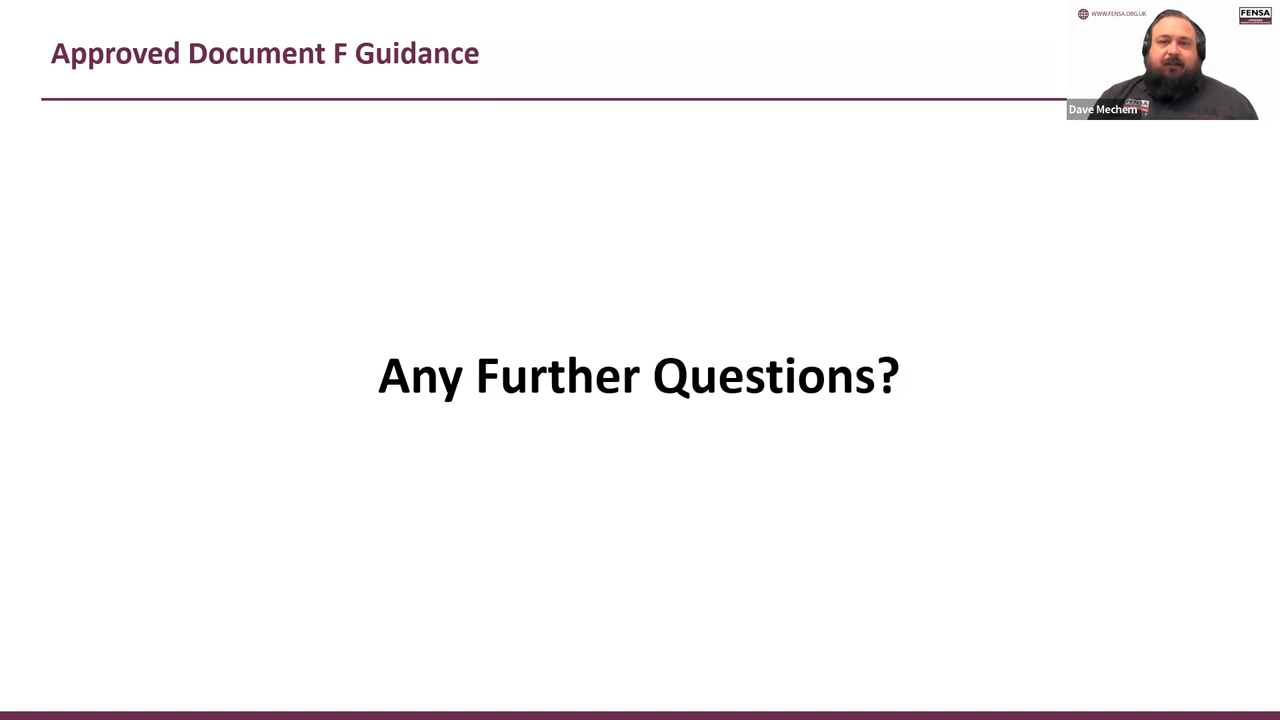 Approved Document F Guidance
WWW.FENSA.ORG.UK
FENSA
Dave Mechem
Any Further Questions?